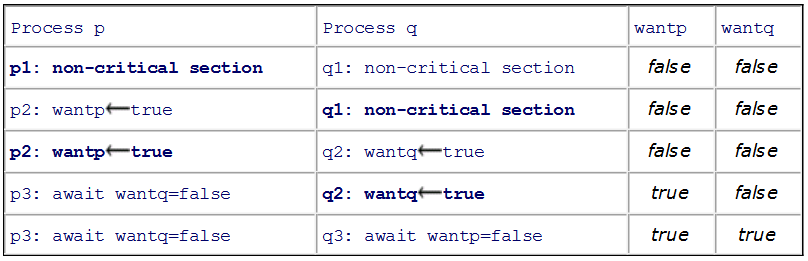 Process p Process q wantp wantq
p1: non-critical section q1: non-critical section false false
p2: wantp←true q1: non-critical section false false
p2: wantp←true q2: wantq←true false false
p3: await wantq=false q2: wantq←true true false
p3: await wantq=false q3: await wantp=false true true